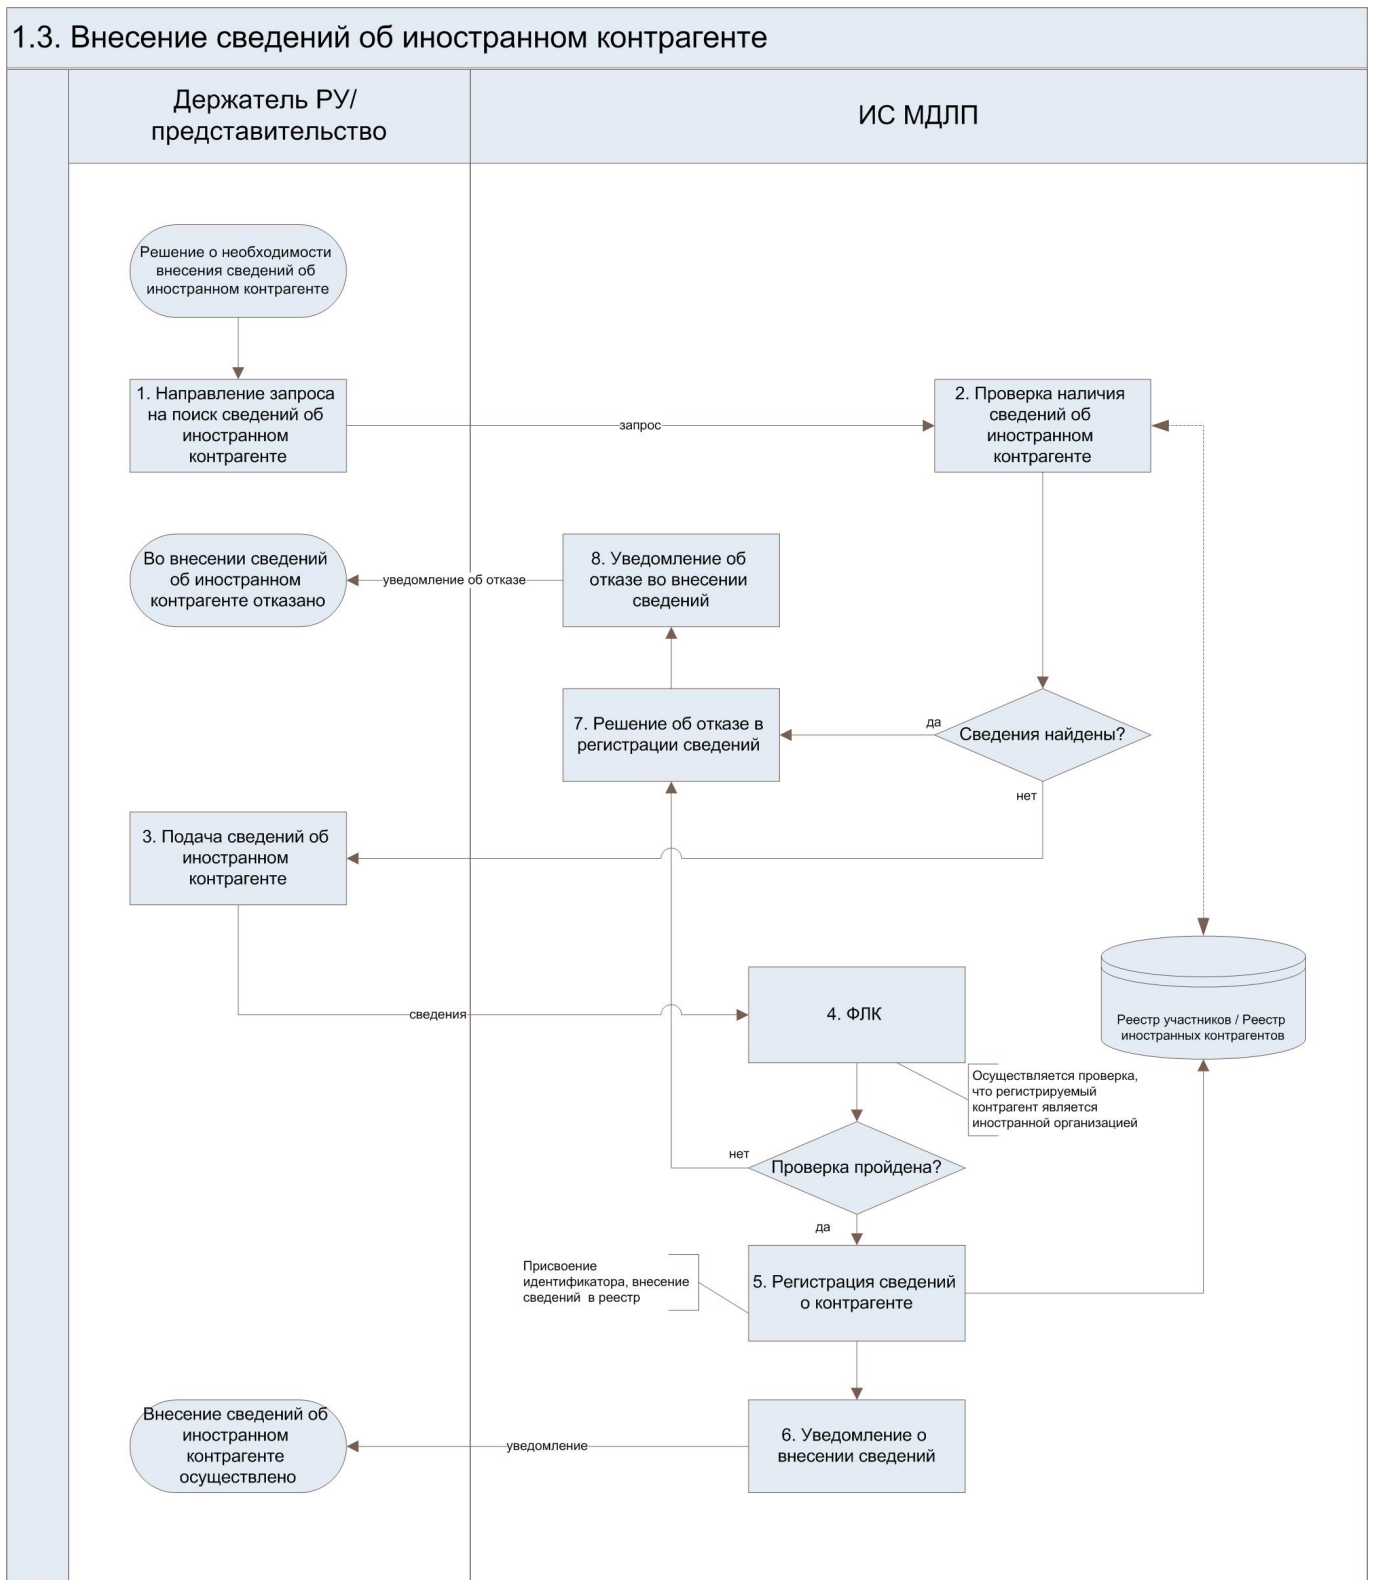 1.3. Внесение сведений об иностранном контрагенте
Держатель РУ/
представительство
ИС МДЛП
Решение о необходимости
внесения сведений об
иностранном контрагенте
1. Направление запроса
на поиск сведений об
иностранном
контрагенте
запрос
2. Проверка наличия
сведений об
иностранном
контрагенте
Во внесении сведений
об иностранном
контрагенте отказано
уведомление об отказе
8. Уведомление об
отказе во внесении
сведений
7. Решение об отказе в
регистрации сведений
да
Сведения найдены?
нет
3. Подача сведений об
иностранном
контрагенте
сведения
4. ФЛК
Реестр участников / Реестр
иностранных контрагентов
Осуществляется проверка,
что регистрируемый
контрагент является
иностранной организацией
нет
Проверка пройдена?
да
Присвоение
идентификатора, внесение
сведений в реестр
5. Регистрация сведений
о контрагенте
Внесение сведений об
иностранном
контрагенте
осуществлено
уведомление
6. Уведомление о
внесении сведений